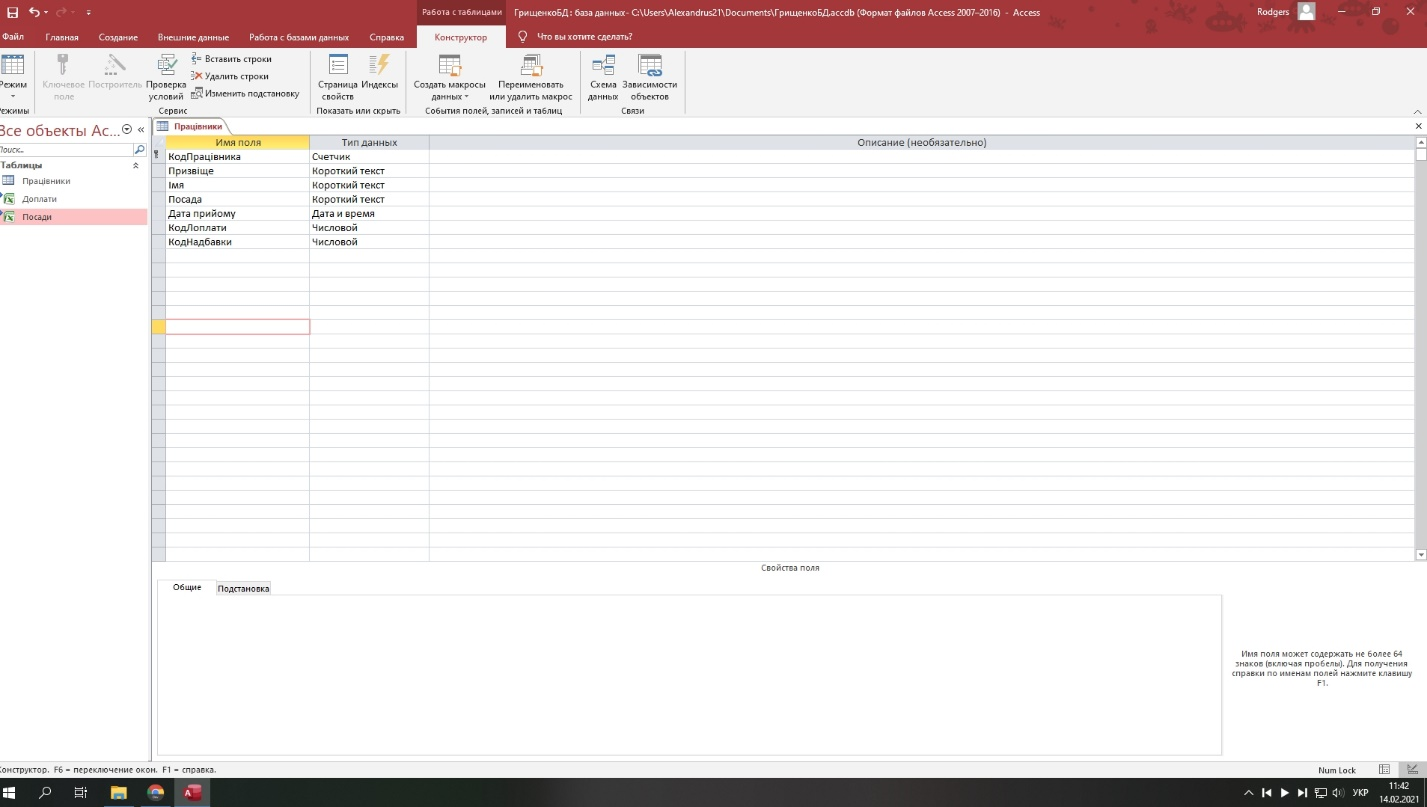 Работа с таблицами
ГрищенкоБД : база данных- C:\Users\Alexandrus21\Documents\ГрищенкоБД.accdb (Формат файлов Access 2007–2016) - Access
Rodgers
Файл Главная Создание Внешние данные Работа с базами данных Справка Конструктор Что вы хотите сделать?
Режим
Ключевое поле
Построитель
Проверка условий
Вставить строки
Удалить строки
Изменить подстановку
Страница свойств
Индексы
Создать макросы данных
Переименовать или удалить макрос
Схема данных
Зависимости объектов
Режимы
Сервис
Показать или скрыть
События полей, записей и таблиц
Связи
Все объекты Ac...
Поиск...
Таблицы
Працівники
Доплати
Посади
Працівники
Имя поля Тип данных Описание (необязательно)
КодПрацівника Счетчик
Призвіще Короткий текст
Імя Короткий текст
Посада Короткий текст
Дата прийому Дата и время
КодЛоплати Числовой
КодНадбавки Числовой
Свойства поля
Общие Подстановка
Имя поля может содержать не более 64
знаков (включая пробелы). Для получения
справки по именам полей нажмите клавишу
F1.
Конструктор. F6 = переключение окон. F1 = справка.
Num Lock
УКР
11:42
14.02.2021